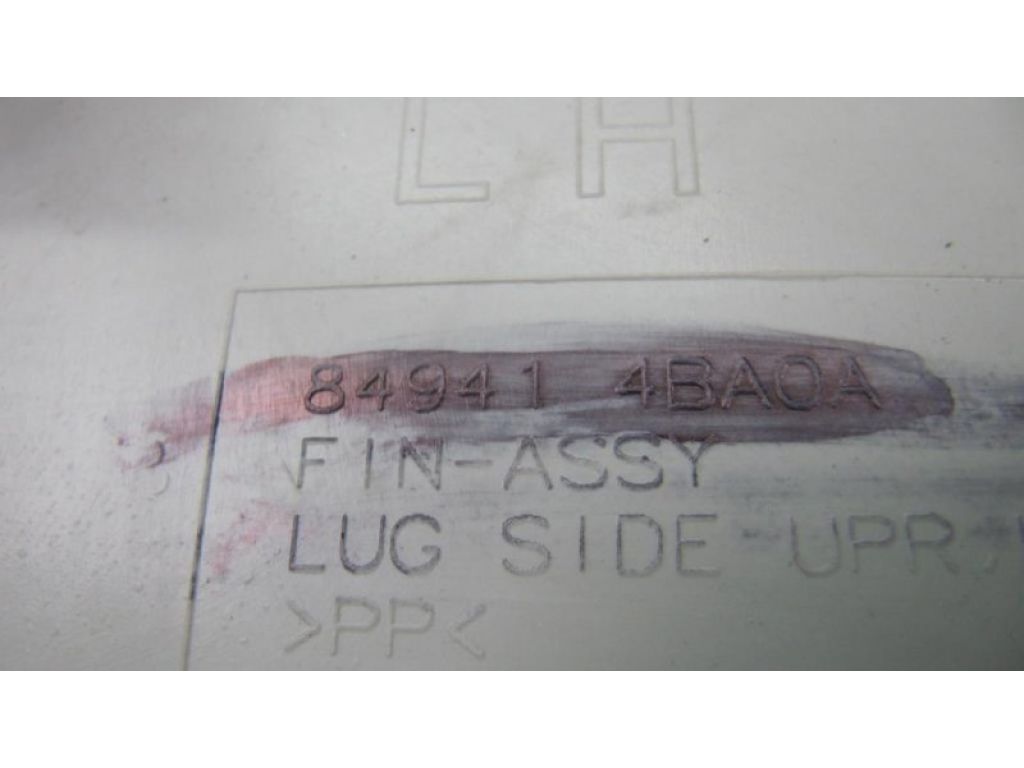 LH
84941 4BA0A
FIN-ASSY
LUG SIDE-UPR,
>PP<